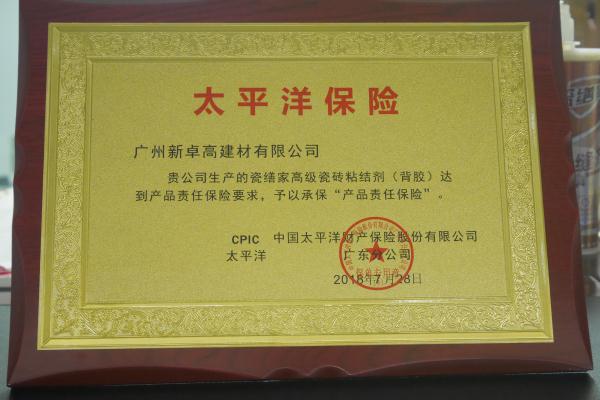 太平洋保险
广州新卓高建材有限公司
贵公司生产的瓷缮家高级瓷砖粘结剂（背胶）达
到产品责任保险要求，予以承保“产品责任保险”。
CPIC 中国太平洋财产保险股份有限公司
太平洋 广东分公司
2018年7月28日